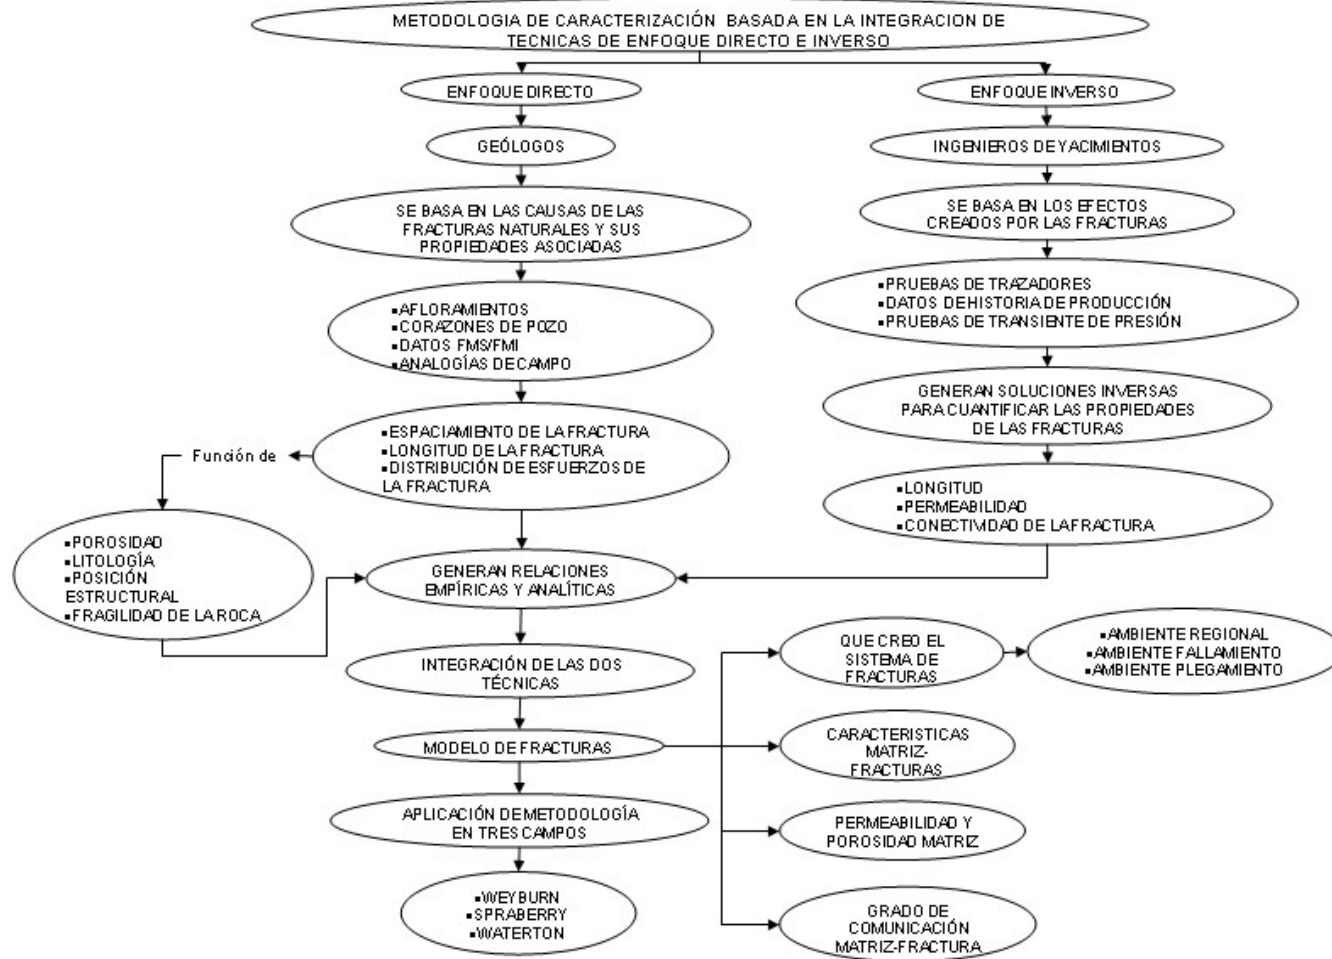 METODOLOGIA DE CARACTERIZACIÓN BASADA EN LA INTEGRACION DE
TECNICAS DE ENFOQUE DIRECTO E INVERSO
ENFOQUE DIRECTO
GEÓLOGOS
SE BASA EN LAS CAUSAS DE LAS
FRACTURAS NATURALES Y SUS
PROPIEDADES ASOCIADAS
▪AFLORAMIENTOS
▪CORAZONES DE POZO
▪DATOS FMS/FMI
▪ANALOGÍAS DE CAMPO
▪ESPACIAMIENTO DE LA FRACTURA
▪LONGITUD DE LA FRACTURA
▪DISTRIBUCIÓN DE ESFUERZOS DE
LA FRACTURA
Función de
▪POROSIDAD
▪LITOLOGÍA
▪POSICIÓN
ESTRUCTURAL
▪FRAGILIDAD DE LA ROCA
ENFOQUE INVERSO
INGENIEROS DE YACIMIENTOS
SE BASA EN LOS EFECTOS
CREADOS POR LAS FRACTURAS
▪PRUEBAS DE TRAZADORES
▪DATOS DE HISTORIA DE PRODUCCIÓN
▪PRUEBAS DE TRANSIENTE DE PRESIÓN
GENERAN SOLUCIONES INVERSAS
PARA CUANTIFICAR LAS PROPIEDADES
DE LAS FRACTURAS
▪LONGITUD
▪PERMEABILIDAD
▪CONECTIVIDAD DE LA FRACTURA
GENERAN RELACIONES
EMPÍRICAS Y ANALÍTICAS
INTEGRACIÓN DE LAS DOS
TÉCNICAS
MODELO DE FRACTURAS
APLICACIÓN DE METODOLOGÍA
EN TRES CAMPOS
▪WEYBURN
▪SPRABERRY
▪WATERTON
QUE CREO EL
SISTEMA DE
FRACTURAS
▪AMBIENTE REGIONAL
▪AMBIENTE FALLAMIENTO
▪AMBIENTE PLEGAMIENTO
CARACTERISTICAS
MATRIZ-
FRACTURAS
PERMEABILIDAD Y
POROSIDAD MATRIZ
GRADO DE
COMUNICACIÓN
MATRIZ-FRACTURA